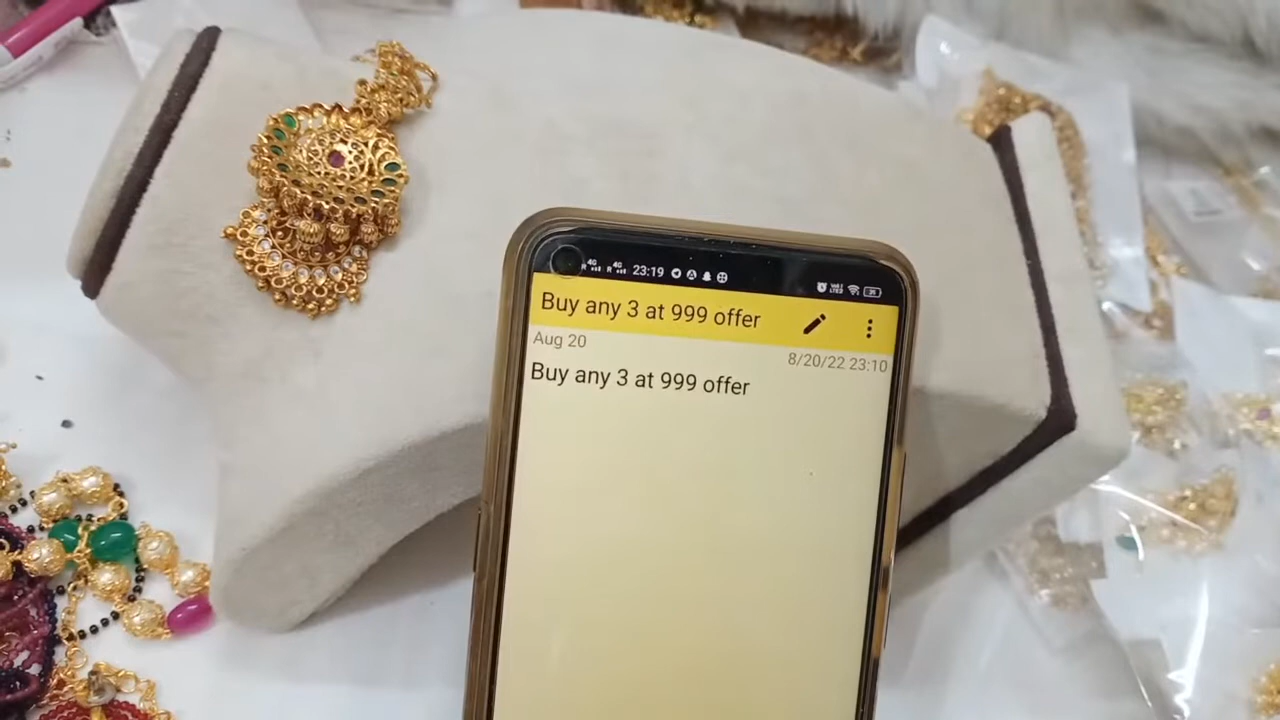 23:19
Buy any 3 at 999 offer
Aug 20
8/20/22 23:10
Buy any 3 at 999 offer